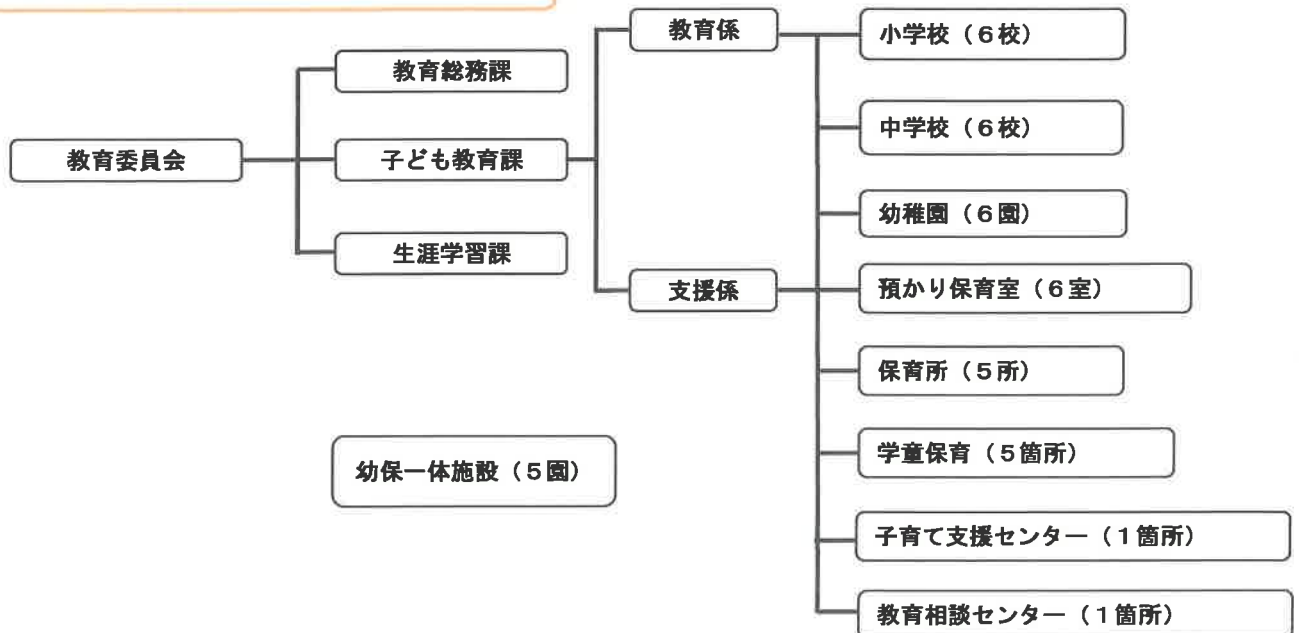 教育委員会
教育総務課
子ども教育課
生涯学習課
教育係
支援係
小学校（６校）
中学校（６校）
幼稚園（６園）
預かり保育室（６室）
保育所（５所）
学童保育（５箇所）
子育て支援センター（１箇所）
教育相談センター（１箇所）
幼保一体施設（５園）